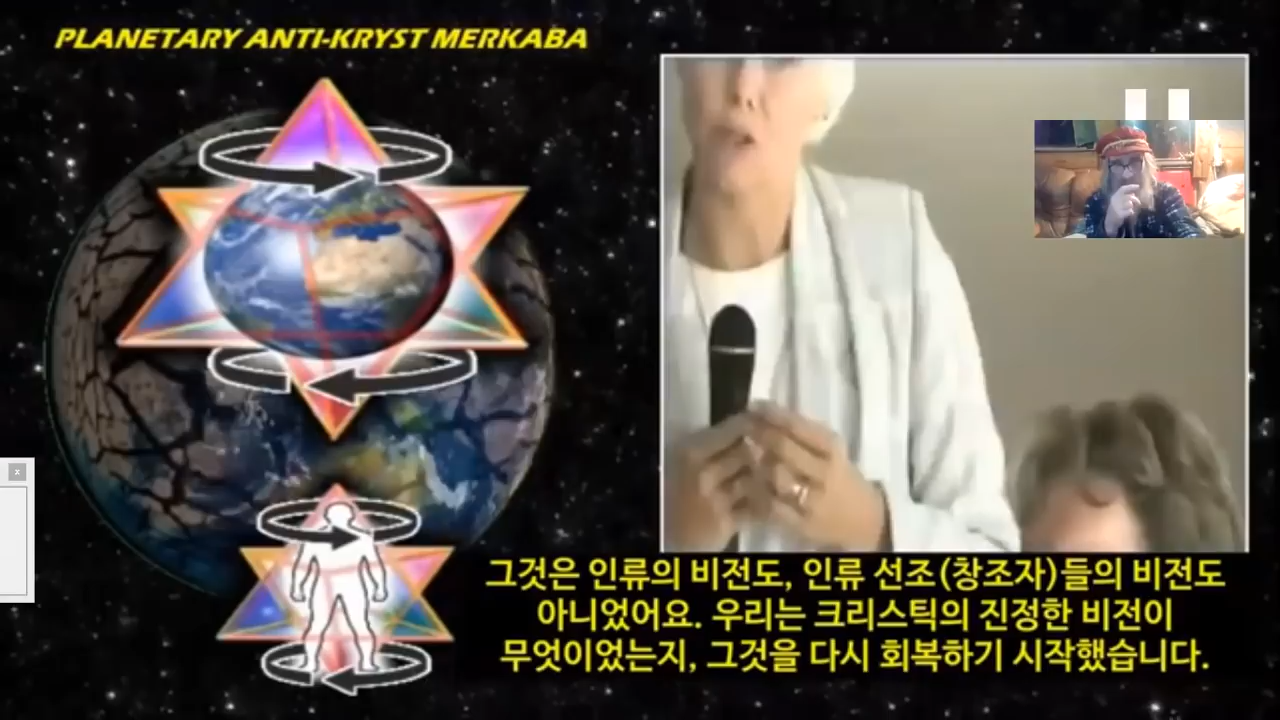 PLANETARY ANTI-KRYST MERKABA
x
그것은 인류의 비전도, 인류 선조(창조자)들의 비전도
아니었어요. 우리는 크리스틱의 진정한 비전이
무엇이었는지, 그것을 다시 회복하기 시작했습니다.